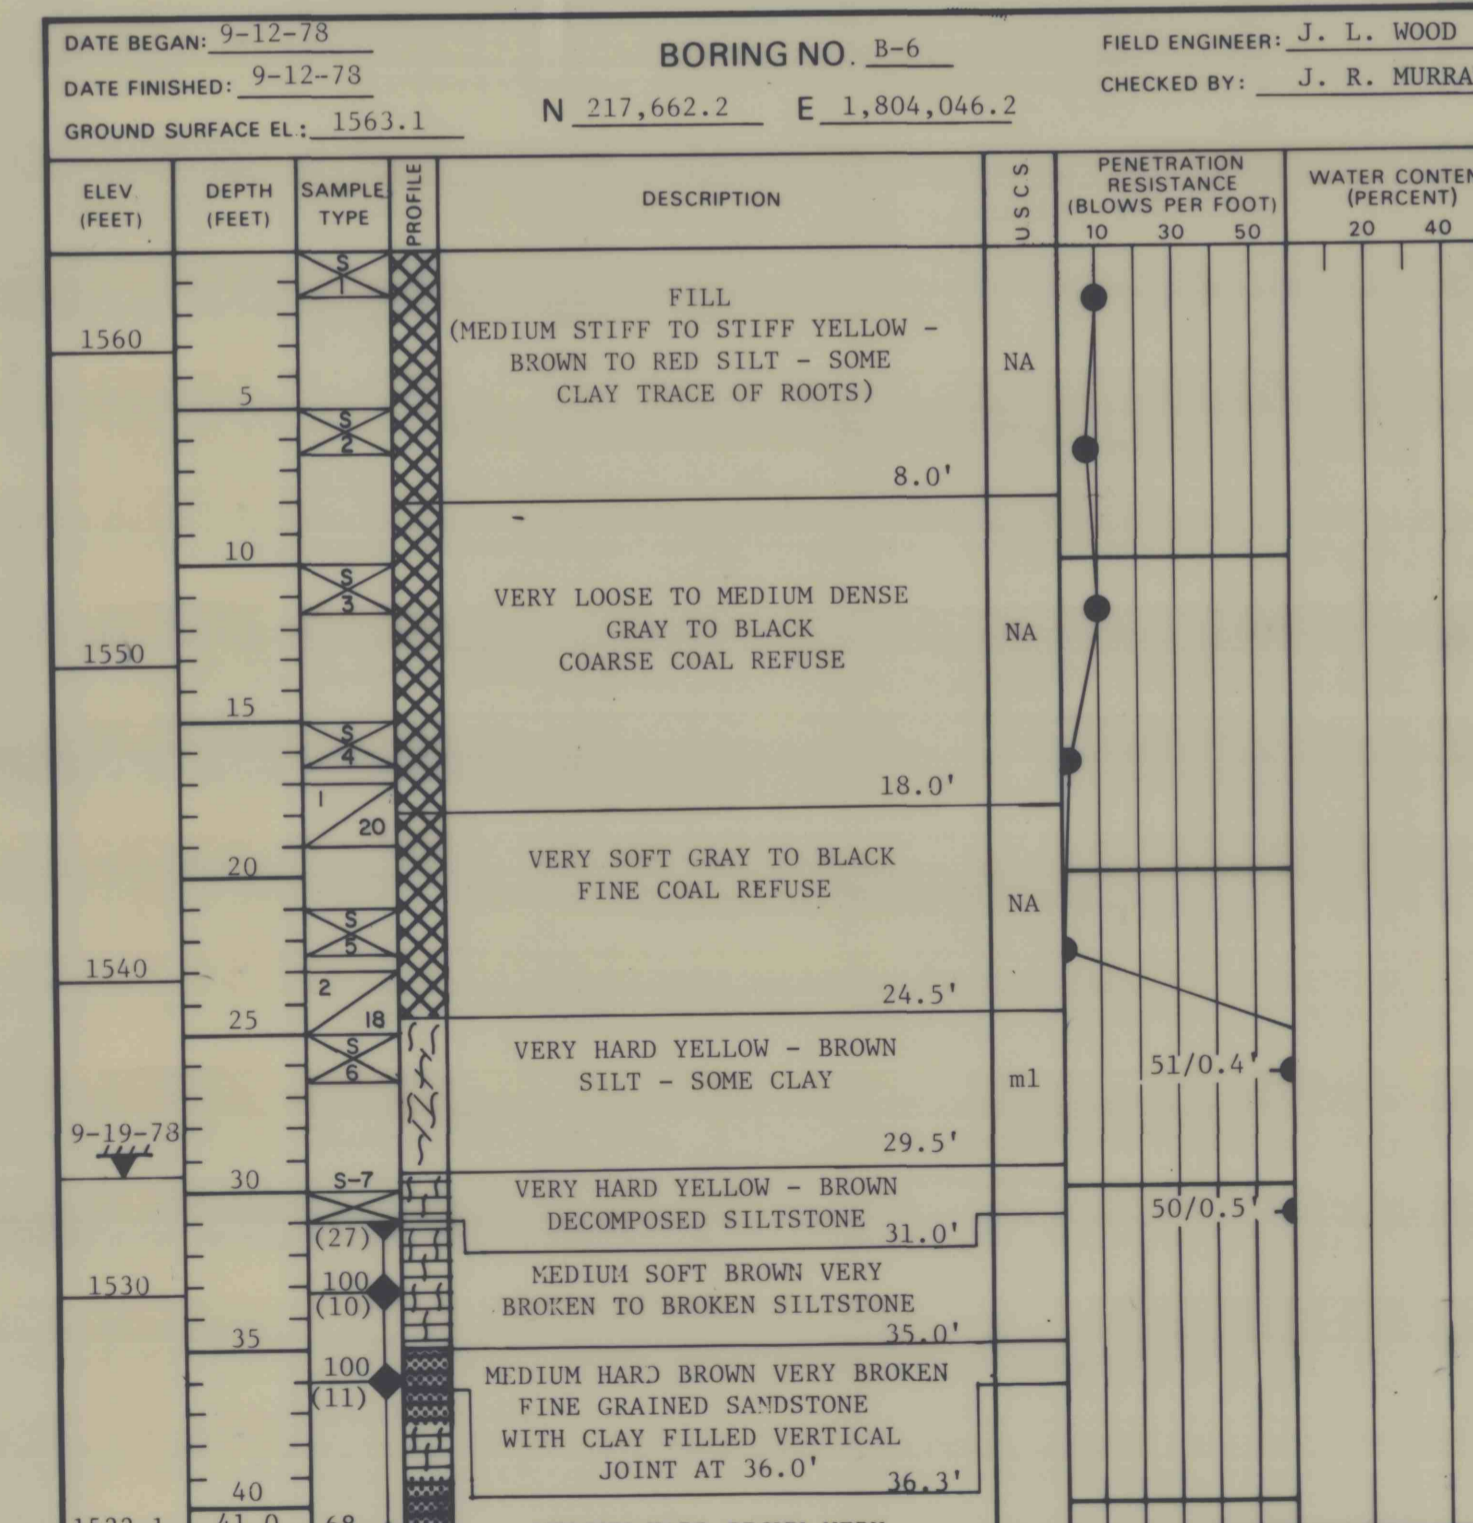 DATE BEGAN: 9-12-78
DATE FINISHED: 9-12-78
GROUND SURFACE EL.: 1563.1
BORING NO. B-6
N 217,662.2 E 1,804,046.2
FIELD ENGINEER: J. L. WOOD
CHECKED BY: J. R. MURRA
ELEV. (FEET)
DEPTH (FEET)
SAMPLE TYPE
PROFILE
DESCRIPTION
USCS
PENETRATION
RESISTANCE
(BLOWS PER FOOT)
10 30 50
WATER CONTEN
(PERCENT)
20 40
S 1
FILL
(MEDIUM STIFF TO STIFF YELLOW -
BROWN TO RED SILT - SOME
CLAY TRACE OF ROOTS)
NA
1560
5
S 2
8.0'
10
S 3
VERY LOOSE TO MEDIUM DENSE
GRAY TO BLACK
COARSE COAL REFUSE
NA
1550
15
S 4
18.0'
1 20
20
VERY SOFT GRAY TO BLACK
FINE COAL REFUSE
NA
S 5
1540
24.5'
2 18
25
S 6
VERY HARD YELLOW - BROWN
SILT - SOME CLAY
ml
51/0.4'
9-19-78
29.5'
30
S-7
VERY HARD YELLOW - BROWN
DECOMPOSED SILTSTONE 31.0'
50/0.5'
(27)
1530
100
(10)
MEDIUM SOFT BROWN VERY
BROKEN TO BROKEN SILTSTONE
35.0'
35
100
(11)
MEDIUM HARD BROWN VERY BROKEN
FINE GRAINED SANDSTONE
WITH CLAY FILLED VERTICAL
JOINT AT 36.0' 36.3'
40